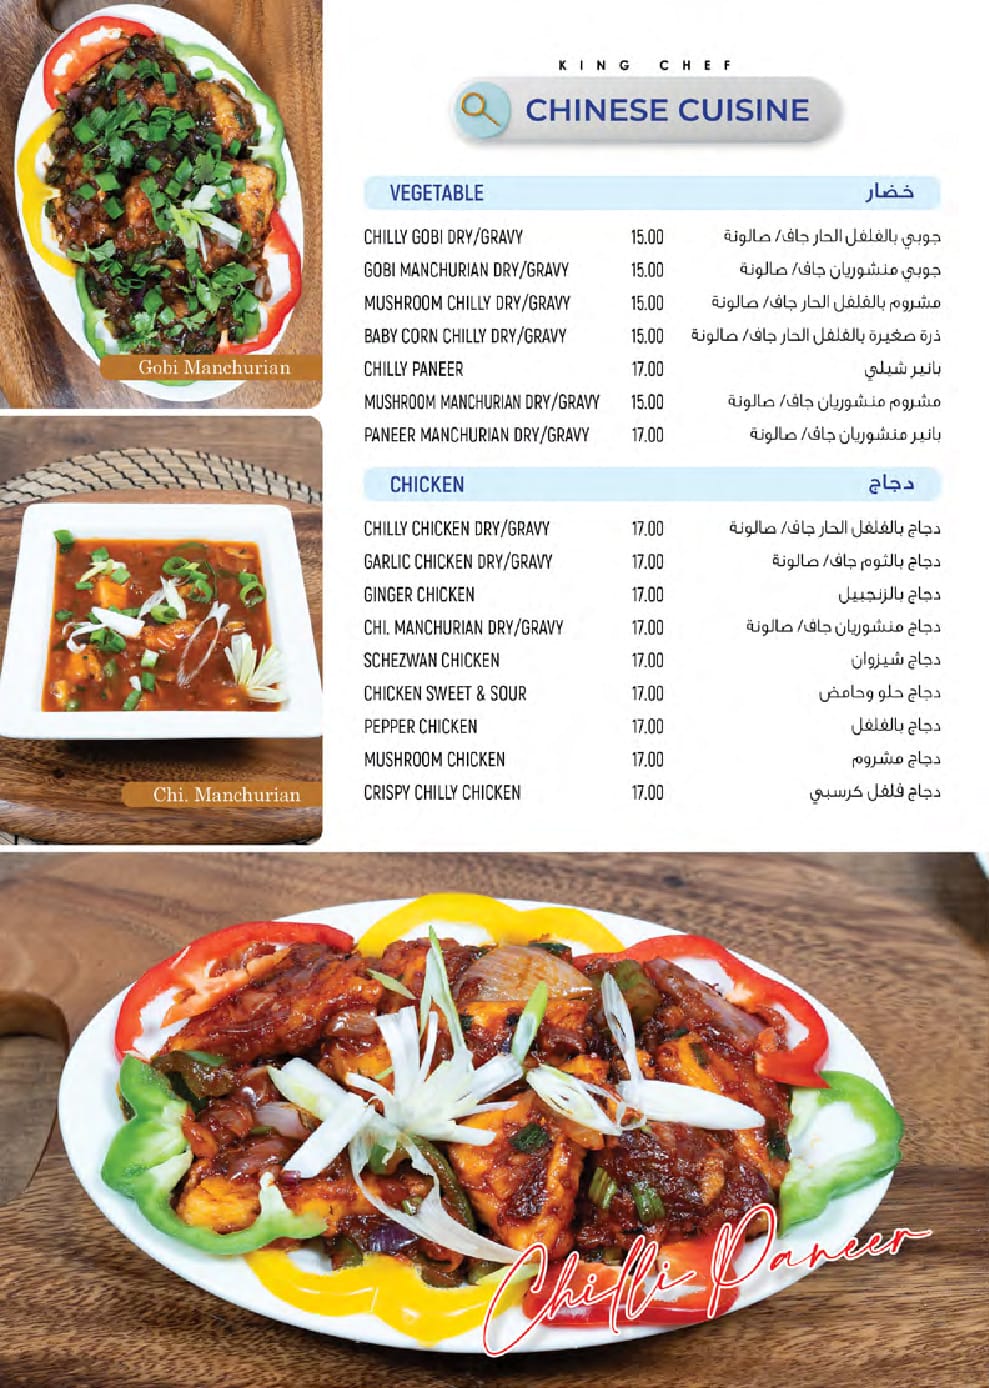 KING CHEF
CHINESE CUISINE
VEGETABLE خضار
CHILLY GOBI DRY/GRAVY 15.00 جوبي بالفلفل الحار جاف/ صالونة
GOBI MANCHURIAN DRY/GRAVY 15.00 جوبي منشوريان جاف/ صالونة
MUSHROOM CHILLY DRY/GRAVY 15.00 مشروم بالفلفل الحار جاف/ صالونة
BABY CORN CHILLY DRY/GRAVY 15.00 ذرة صغيرة بالفلفل الحار جاف/ صالونة
CHILLY PANEER 17.00 بانير شيلي
MUSHROOM MANCHURIAN DRY/GRAVY 15.00 مشروم منشوريان جاف/ صالونة
PANEER MANCHURIAN DRY/GRAVY 17.00 بانير منشوريان جاف/ صالونة
CHICKEN دجاج
CHILLY CHICKEN DRY/GRAVY 17.00 دجاج بالفلفل الحار جاف/ صالونة
GARLIC CHICKEN DRY/GRAVY 17.00 دجاج بالثوم جاف/ صالونة
GINGER CHICKEN 17.00 دجاج بالزنجبيل
CHI. MANCHURIAN DRY/GRAVY 17.00 دجاج منشوريان جاف/ صالونة
SCHEZWAN CHICKEN 17.00 دجاج شيزوان
CHICKEN SWEET & SOUR 17.00 دجاج حلو وحامض
PEPPER CHICKEN 17.00 دجاج بالفلفل
MUSHROOM CHICKEN 17.00 دجاج مشروم
CRISPY CHILLY CHICKEN 17.00 دجاج فلفل كرسبي
Gobi Manchurian
Chi. Manchurian
Chilli Paneer